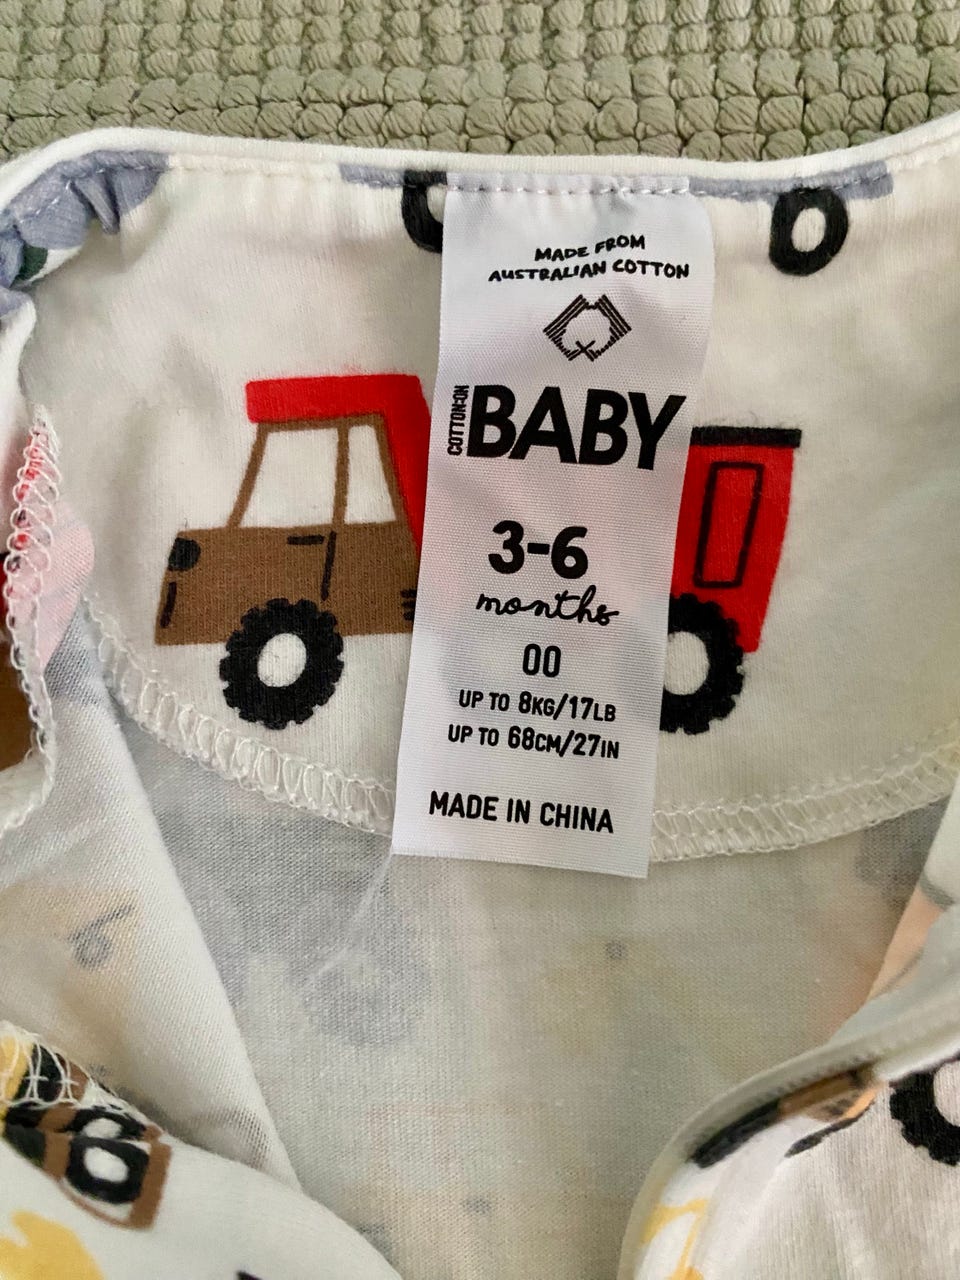 MADE FROM
AUSTRALIAN COTTON
COTTON:ON
BABY
3-6
months
00
UP TO 8KG/17LB
UP TO 68CM/27IN
MADE IN CHINA